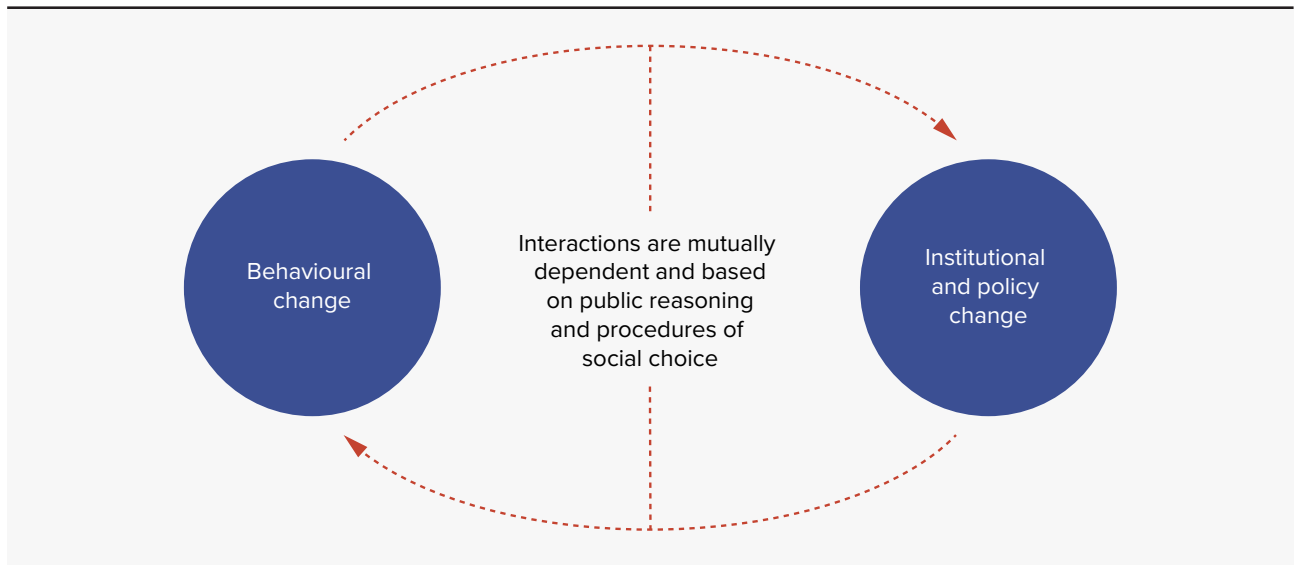 Behavioural
change
Interactions are mutually
dependent and based
on public reasoning
and procedures of
social choice
Institutional
and policy
change